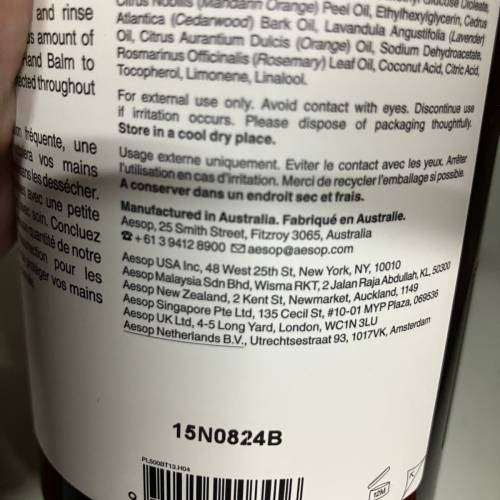 and rinse
amount of
Hand Balm to
throughout
fréquente, une
vos mains
dessécher.
avec une petite
soin. Concluez
quantité de notre
pour les
vos mains
Citrus Nobilis (Mandarin Orange) Peel Oil, Ethylhexylglycerin, Cedrus
Atlantica (Cedarwood) Bark Oil, Lavandula Angustifolia (Lavender)
Oil, Citrus Aurantium Dulcis (Orange) Oil, Sodium Dehydroacetate,
Rosmarinus Officinalis (Rosemary) Leaf Oil, Coconut Acid, Citric Acid,
Tocopherol, Limonene, Linalool.
For external use only. Avoid contact with eyes. Discontinue use
if irritation occurs. Please dispose of packaging thoughtfully.
Store in a cool dry place.
Usage externe uniquement. Eviter le contact avec les yeux. Arrêter
l'utilisation en cas d'irritation. Merci de recycler l'emballage si possible.
A conserver dans un endroit sec et frais.
Manufactured in Australia. Fabriqué en Australie.
Aesop, 25 Smith Street, Fitzroy 3065, Australia
☎ +61 3 9412 8900 ✉ aesop@aesop.com
Aesop USA Inc, 48 West 25th St, New York, NY, 10010
Aesop Malaysia Sdn Bhd, Wisma RKT, 2 Jalan Raja Abdullah, KL, 50300
Aesop New Zealand, 2 Kent St, Newmarket, Auckland, 1149
Aesop Singapore Pte Ltd, 135 Cecil St, #10-01 MYP Plaza, 069536
Aesop UK Ltd, 4-5 Long Yard, London, WC1N 3LU
Aesop Netherlands B.V., Utrechtsestraat 93, 1017VK, Amsterdam
15N0824B
PL500BT13.H04
12M